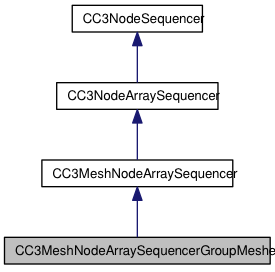 CC3NodeSequencer
CC3NodeArraySequencer
CC3MeshNodeArraySequencer
CC3MeshNodeArraySequencerGroupMeshe